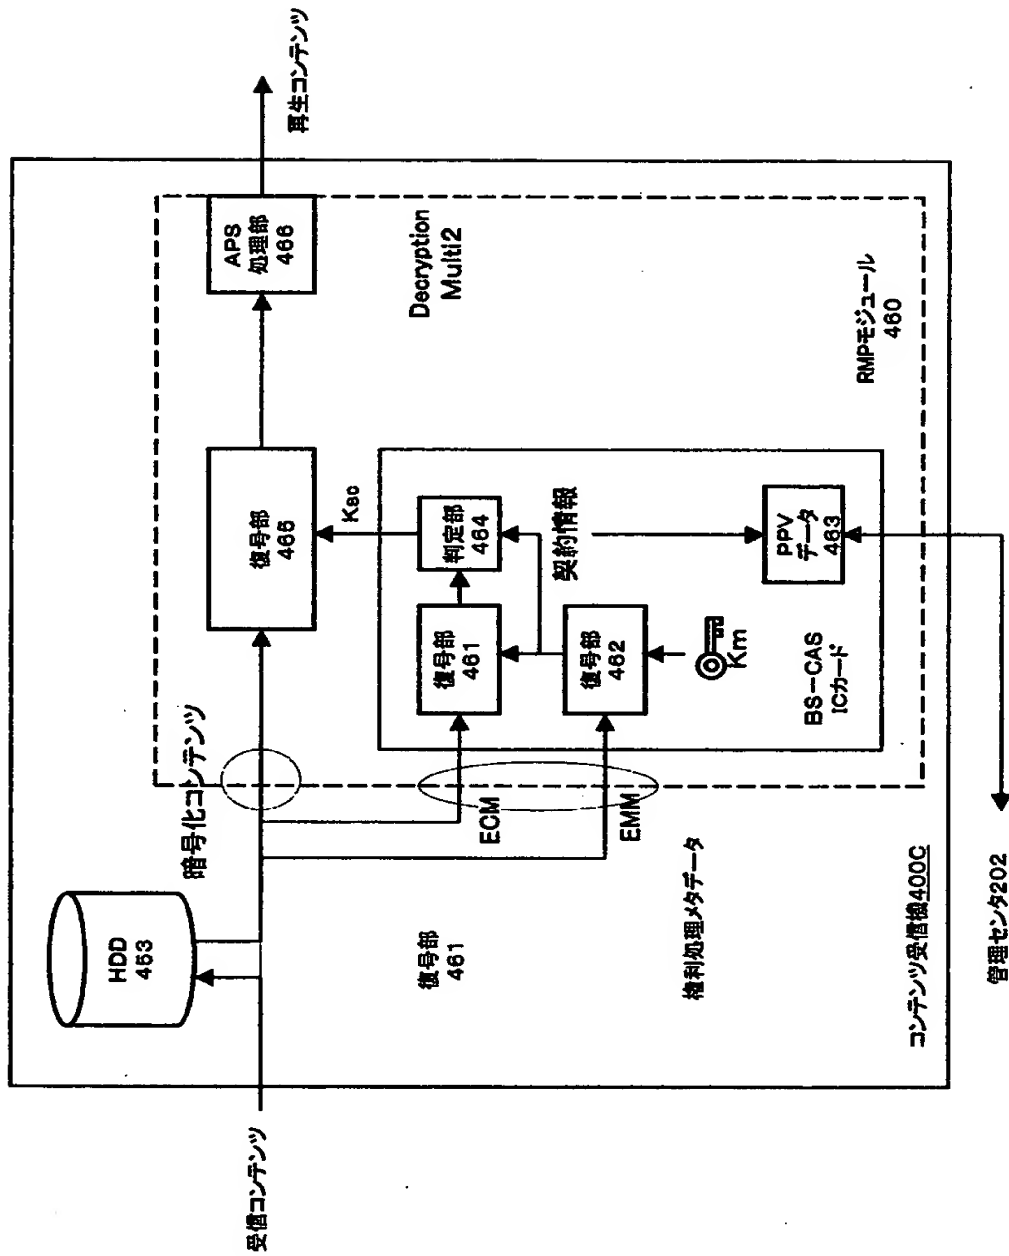 受信コンテンツ
HDD
453
暗号化コンテンツ
復号部
465
APS
処理部
466
再生コンテンツ
Ksc
Decryption
Multi2
復号部
461
ECM
復号部
461
判定部
464
契約情報
EMM
復号部
462
Km
PPV
データ
463
BS-CAS
ICカード
権利処理メタデータ
RMPモジュール
460
コンテンツ受信機400C
管理センタ202